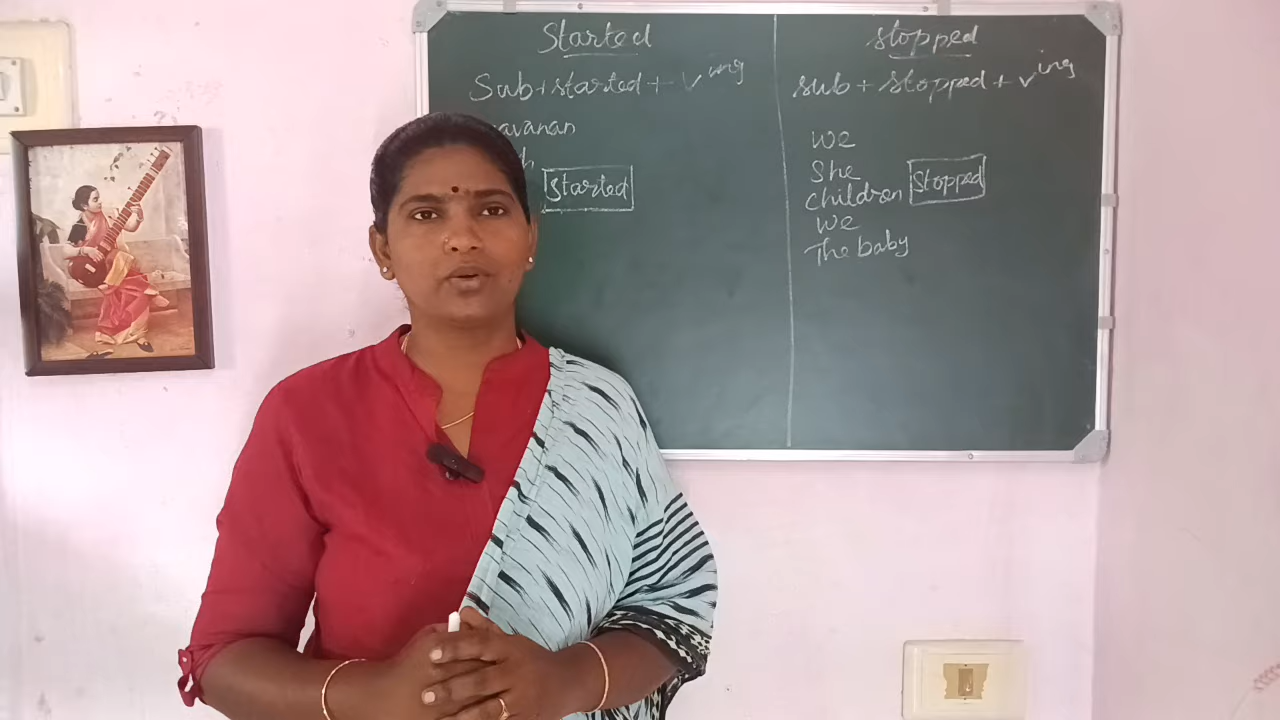 Started
Sub + started + v ing
avanan
h
Started
stopped
sub + stopped + v ing
we
She
children
we
The baby
Stopped